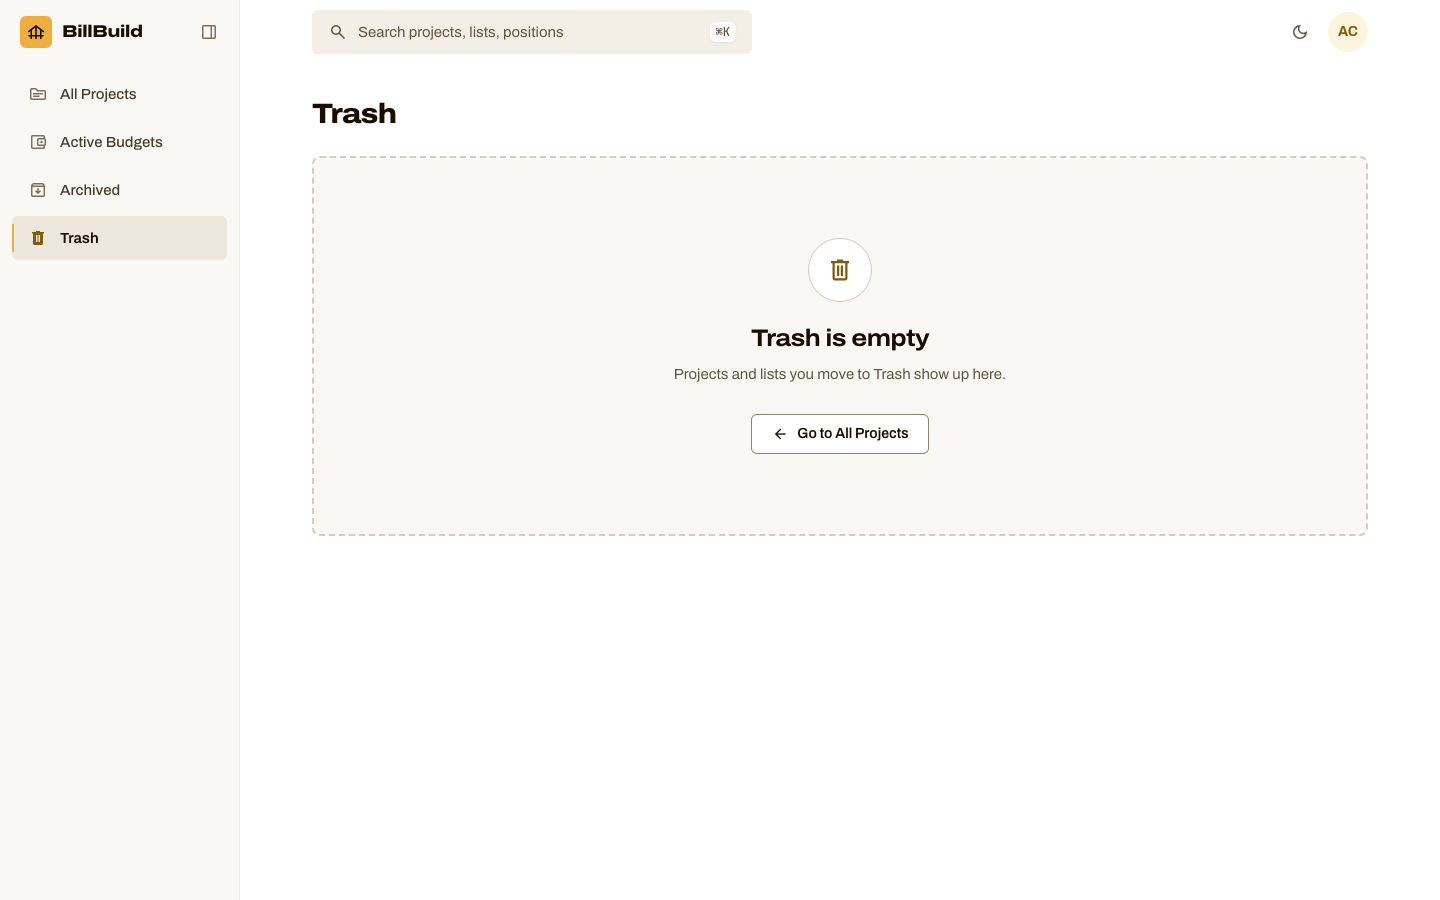 BillBuild
Search projects, lists, positions
⌘K
AC
All Projects
Active Budgets
Archived
Trash
Trash
Trash is empty
Projects and lists you move to Trash show up here.
Go to All Projects